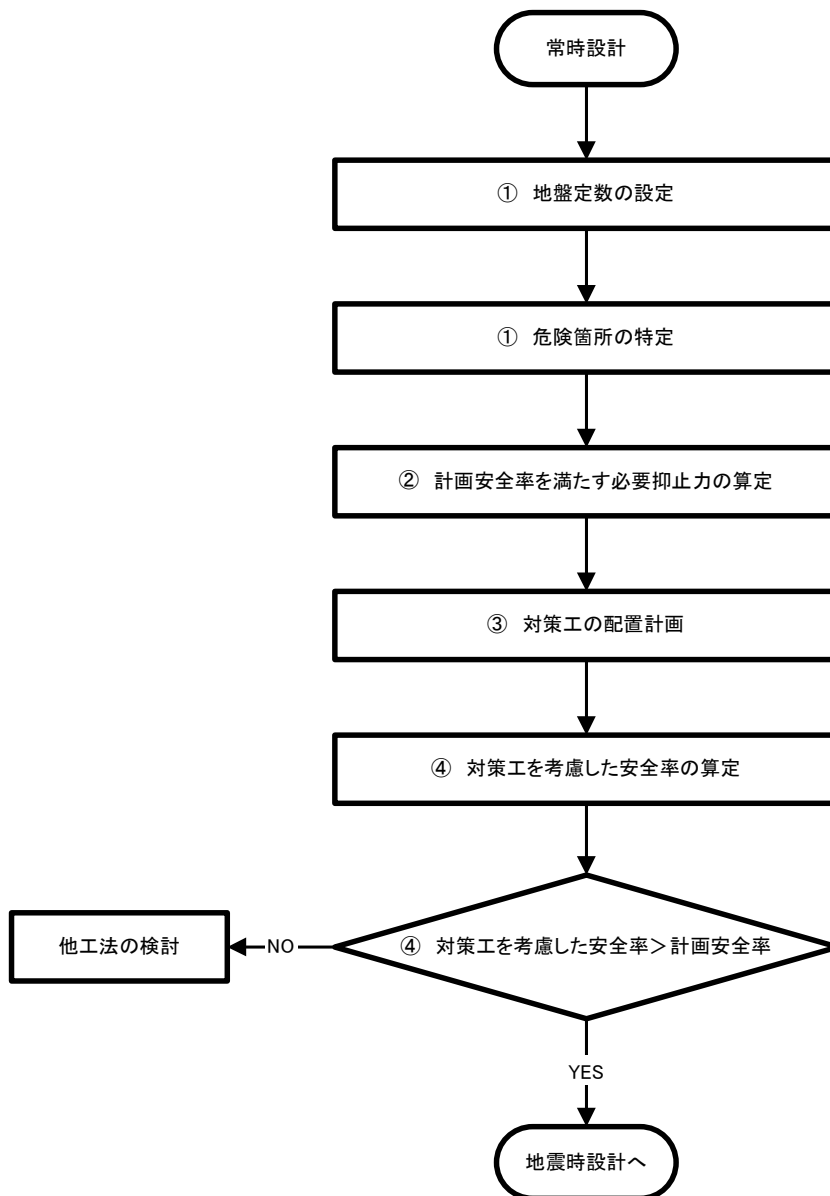 常時設計
① 地盤定数の設定
① 危険箇所の特定
② 計画安全率を満たす必要抑止力の算定
③ 対策工の配置計画
④ 対策工を考慮した安全率の算定
④ 対策工を考慮した安全率＞計画安全率
NO
他工法の検討
YES
地震時設計へ